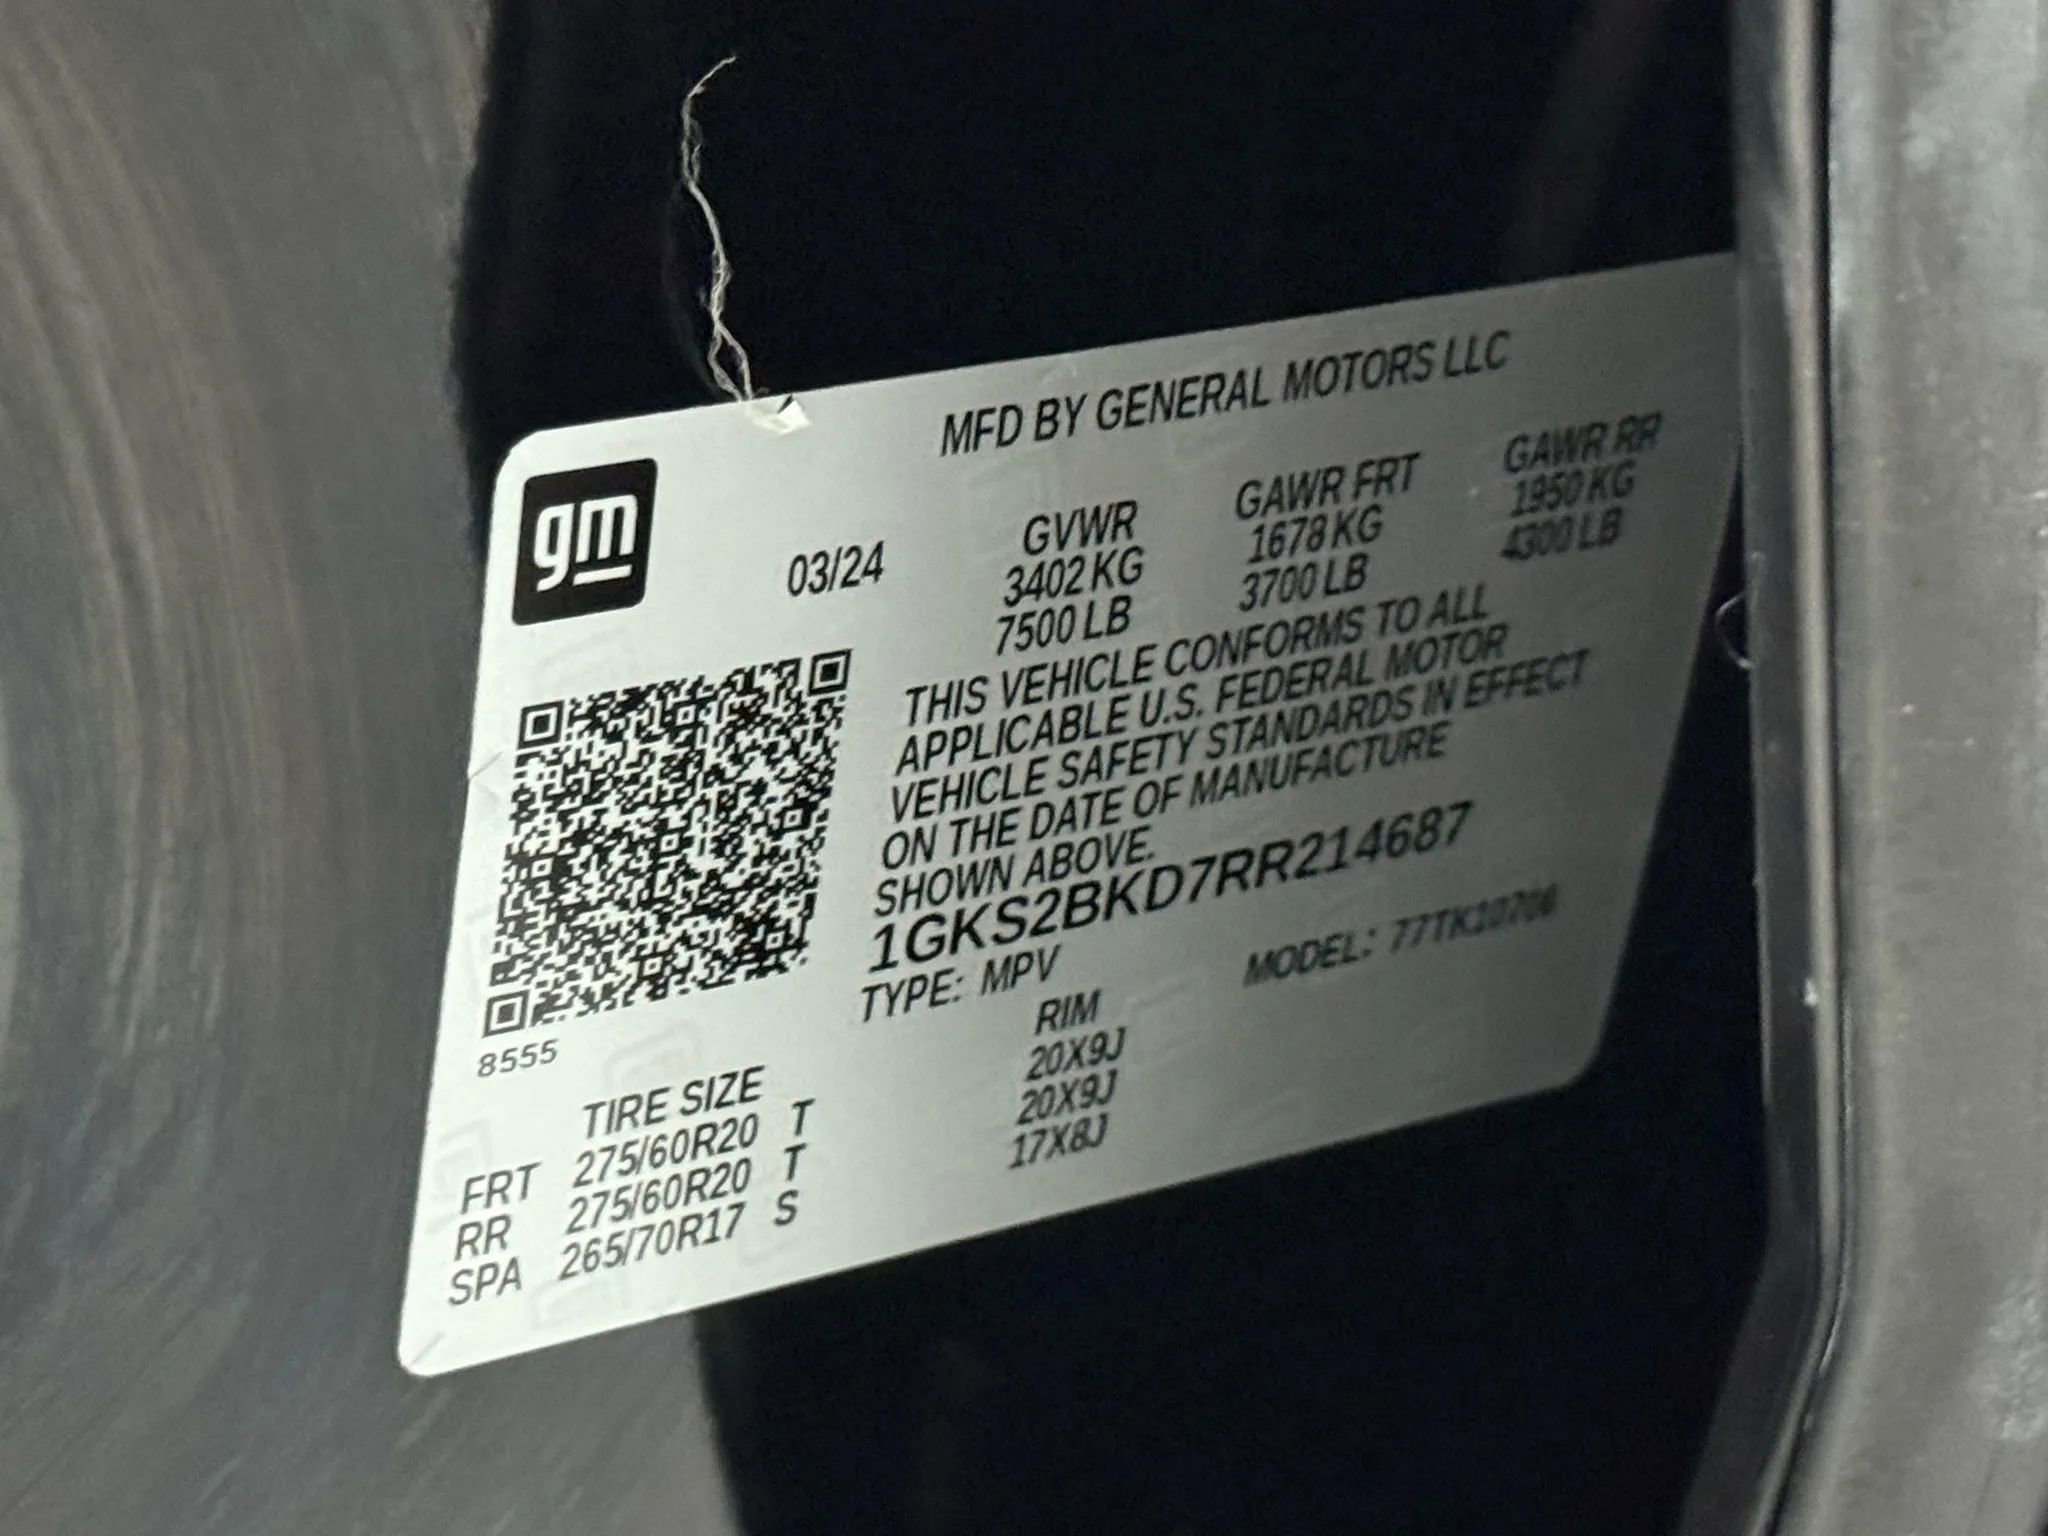 MFD BY GENERAL MOTORS LLC
gm
03/24
GVWR GAWR FRT GAWR RR
3402 KG 1678 KG 1950 KG
7500 LB 3700 LB 4300 LB
THIS VEHICLE CONFORMS TO ALL
APPLICABLE U.S. FEDERAL MOTOR
VEHICLE SAFETY STANDARDS IN EFFECT
ON THE DATE OF MANUFACTURE
SHOWN ABOVE.
1GKS2BKD7RR214687
TYPE: MPV MODEL: 77TK10706
8555
TIRE SIZE RIM
FRT 275/60R20 T 20X9J
RR 275/60R20 T 20X9J
SPA 265/70R17 S 17X8J